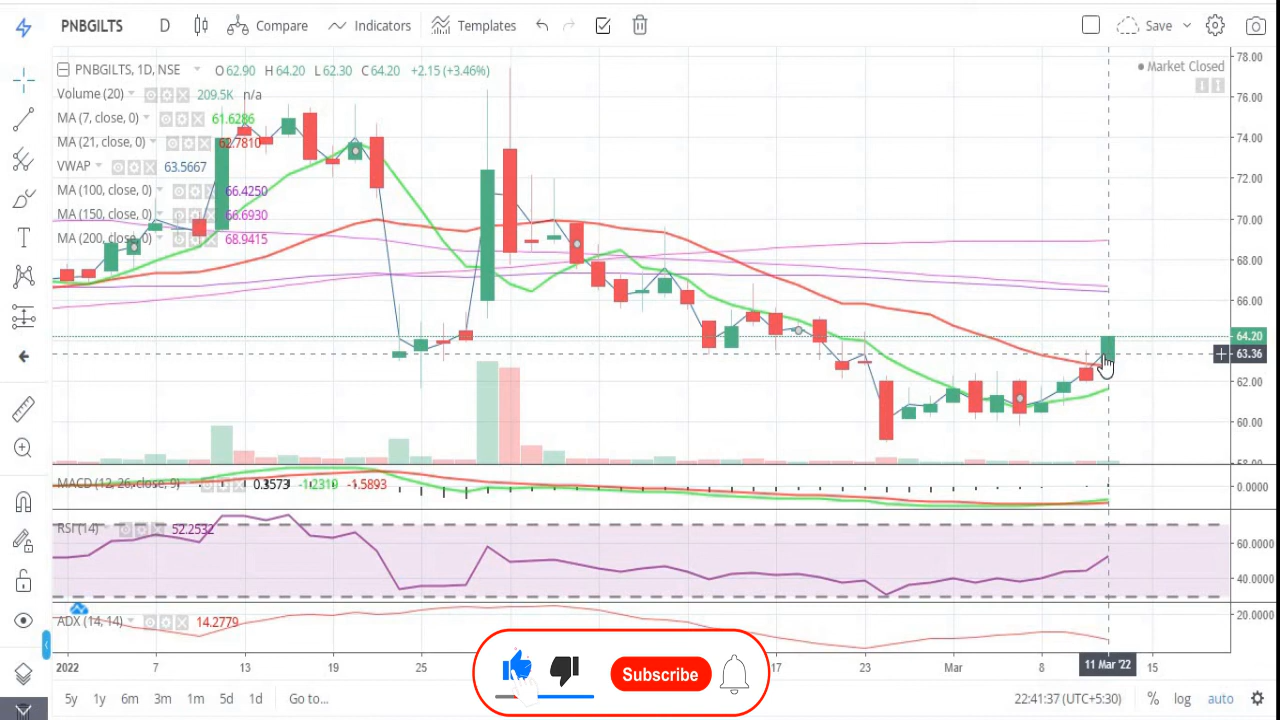 PNBGILTS D Compare Indicators Templates Save
PNBGILTS, 1D, NSE O62.90 H64.20 L62.30 C64.20 +2.15 (+3.46%)
Market Closed
Volume (20) 209.5K n/a
MA (7, close, 0) 61.6286
MA (21, close, 0) 62.7810
VWAP 63.5667
MA (100, close, 0) 66.4250
MA (150, close, 0) 66.6930
MA (200, close, 0) 68.9415
78.00
76.00
74.00
72.00
70.00
68.00
66.00
64.20
63.36
62.00
60.00
58.00
MACD (12, 26, close, 9) 0.3573 -1.2319 -1.5893
0.0000
RSI (14) 52.2532
60.0000
40.0000
ADX (14, 14) 14.2779
20.0000
2022 7 13 19 25 17 23 Mar 8 11 Mar '22 15
Subscribe
5y 1y 6m 3m 1m 5d 1d Go to... 22:41:37 (UTC+5:30) % log auto